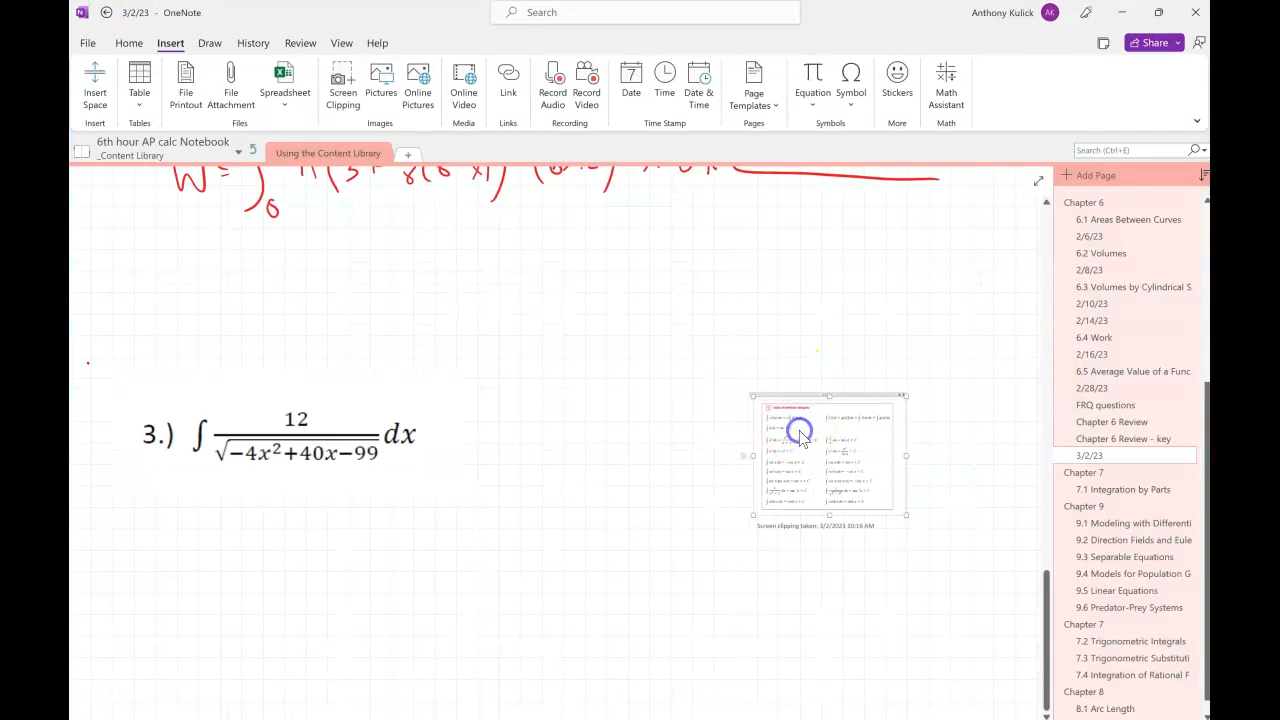 3/2/23 - OneNote
Search
Anthony Kulick AK
File Home Insert Draw History Review View Help
Share
Insert Space
Table
File Printout
File Attachment
Spreadsheet
Screen Clipping
Pictures
Online Pictures
Online Video
Link
Record Audio
Record Video
Date
Time
Date & Time
Page Templates
Equation
Symbol
Stickers
Math Assistant
Insert Tables Files Images Media Links Recording Time Stamp Pages Symbols More Math
6th hour AP calc Notebook
_Content Library
Using the Content Library
Search (Ctrl+E)
Add Page
W = ∫
0
3.) ∫ 12/√(−4x²+40x−99) dx
Screen clipping taken: 3/2/2023 10:16 AM
Chapter 6
6.1 Areas Between Curves
2/6/23
6.2 Volumes
2/8/23
6.3 Volumes by Cylindrical S
2/10/23
2/14/23
6.4 Work
2/16/23
6.5 Average Value of a Func
2/28/23
FRQ questions
Chapter 6 Review
Chapter 6 Review - key
3/2/23
Chapter 7
7.1 Integration by Parts
Chapter 9
9.1 Modeling with Differenti
9.2 Direction Fields and Eule
9.3 Separable Equations
9.4 Models for Population G
9.5 Linear Equations
9.6 Predator-Prey Systems
Chapter 7
7.2 Trigonometric Integrals
7.3 Trigonometric Substituti
7.4 Integration of Rational F
Chapter 8
8.1 Arc Length